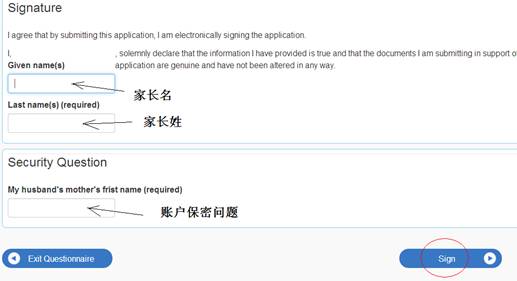 Signature
I agree that by submitting this application, I am electronically signing the application.
I, , solemnly declare that the information I have provided is true and that the documents I am submitting in support of
Given name(s) application are genuine and have not been altered in any way.
家长名
Last name(s) (required)
家长姓
Security Question
My husband's mother's frist name (required)
账户保密问题
Exit Questionnaire
Sign